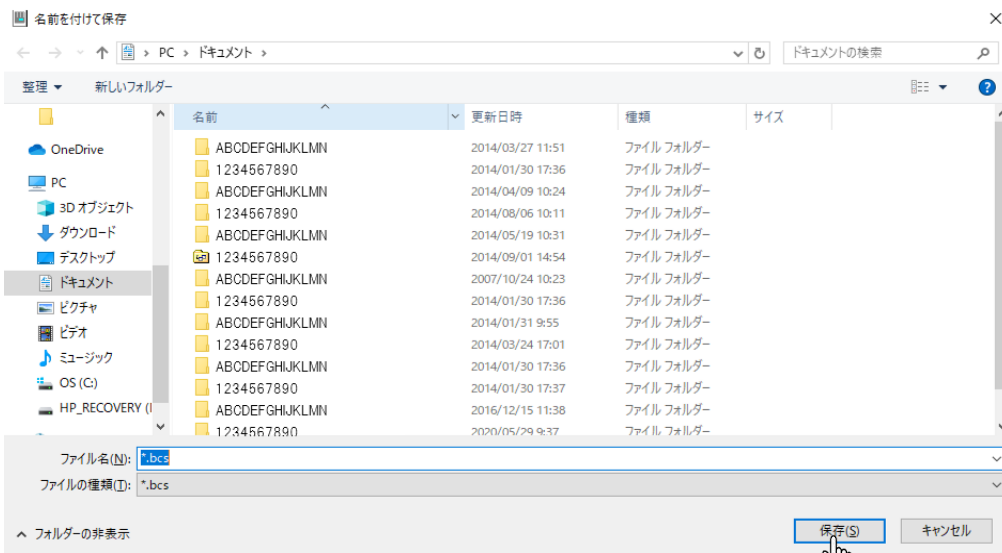 名前を付けて保存
PC › ドキュメント ›
ドキュメントの検索
整理 新しいフォルダー
名前 更新日時 種類 サイズ
OneDrive
PC
3D オブジェクト
ダウンロード
デスクトップ
ドキュメント
ピクチャ
ビデオ
ミュージック
OS (C:)
HP_RECOVERY (
ABCDEFGHIJKLMN 2014/03/27 11:51 ファイル フォルダー
1234567890 2014/01/30 17:36 ファイル フォルダー
ABCDEFGHIJKLMN 2014/04/09 10:24 ファイル フォルダー
1234567890 2014/08/06 10:11 ファイル フォルダー
ABCDEFGHIJKLMN 2014/05/19 10:31 ファイル フォルダー
1234567890 2014/09/01 14:54 ファイル フォルダー
ABCDEFGHIJKLMN 2007/10/24 10:23 ファイル フォルダー
1234567890 2014/01/30 17:36 ファイル フォルダー
ABCDEFGHIJKLMN 2014/01/31 9:55 ファイル フォルダー
1234567890 2014/03/24 17:01 ファイル フォルダー
ABCDEFGHIJKLMN 2014/01/30 17:36 ファイル フォルダー
1234567890 2014/01/30 17:37 ファイル フォルダー
ABCDEFGHIJKLMN 2016/12/15 11:38 ファイル フォルダー
1234567890 2020/05/29 9:37 ファイル フォルダー
ファイル名(N): *.bcs
ファイルの種類(T): *.bcs
フォルダーの非表示
保存(S) キャンセル